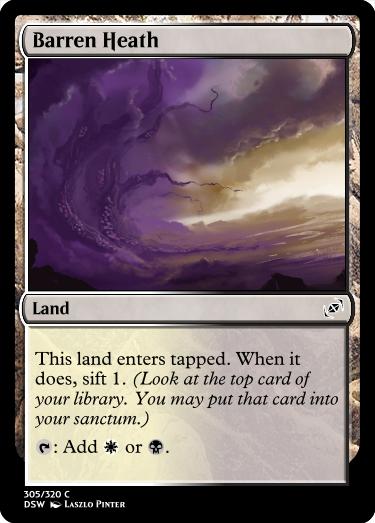 Barren Heath
Land
This land enters tapped. When it
does, sift 1. (Look at the top card of
your library. You may put that card into
your sanctum.)
: Add or .
305/320 C
DSW Laszlo Pinter